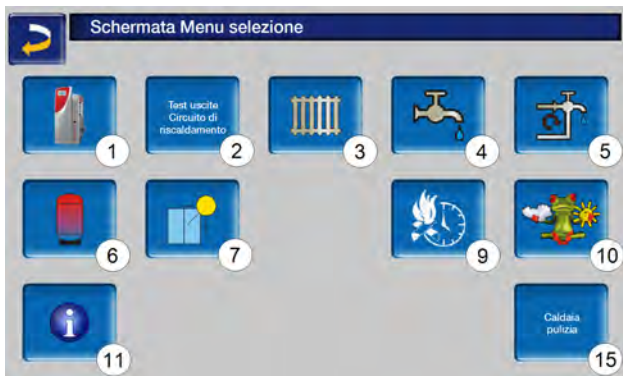 Schermata Menu selezione
Test uscite
Circuito di
riscaldamento
1
2
3
4
5
6
7
9
10
Caldaia
pulizia
11
15